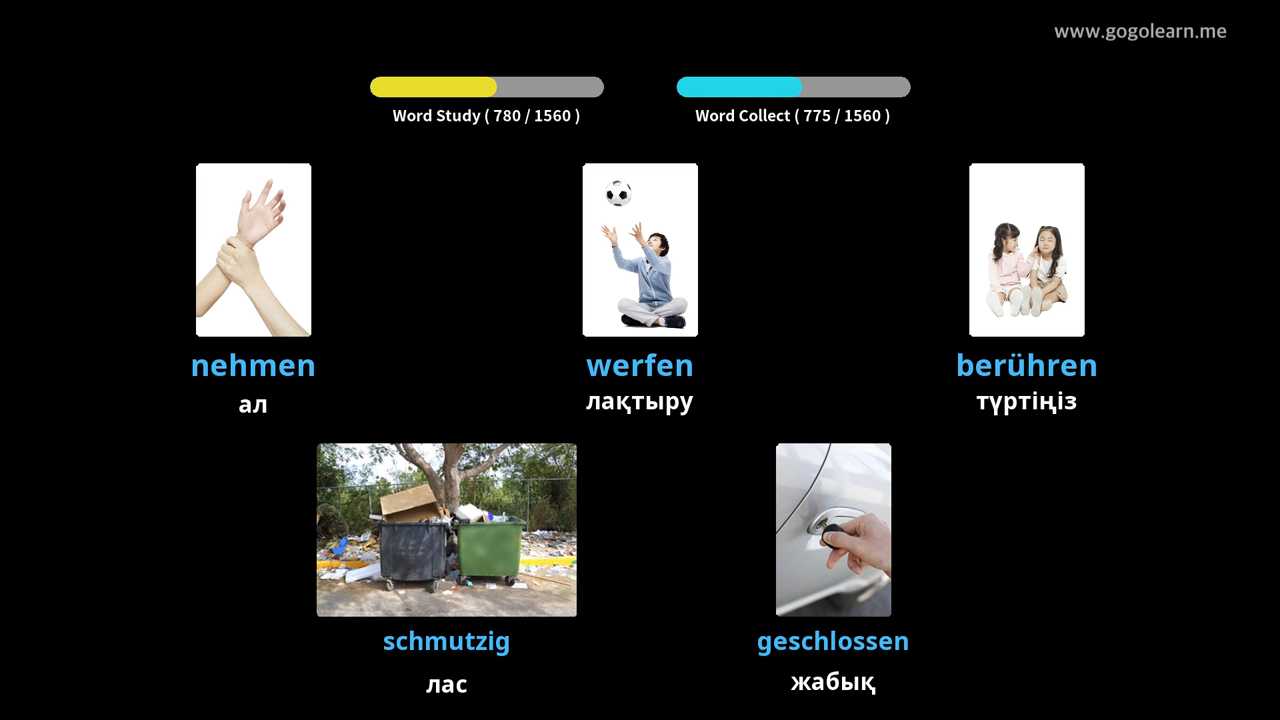 www.gogolearn.me
Word Study ( 780 / 1560 )
Word Collect ( 775 / 1560 )
nehmen
ал
werfen
лақтыру
berühren
түртіңіз
schmutzig
лас
geschlossen
жабық